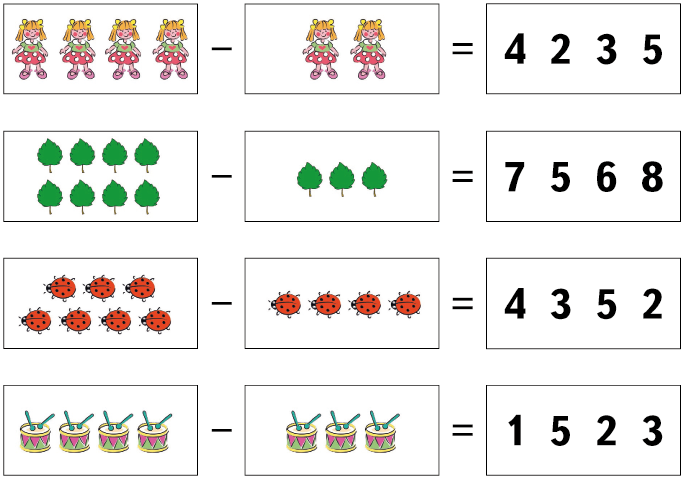 − = 4 2 3 5
− = 7 5 6 8
− = 4 3 5 2
− = 1 5 2 3